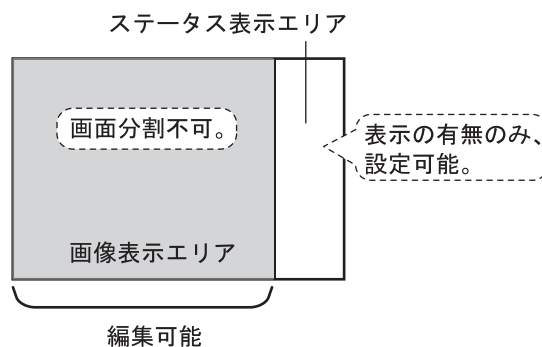 ステータス表示エリア
画面分割不可。
表示の有無のみ、
設定可能。
画像表示エリア
編集可能